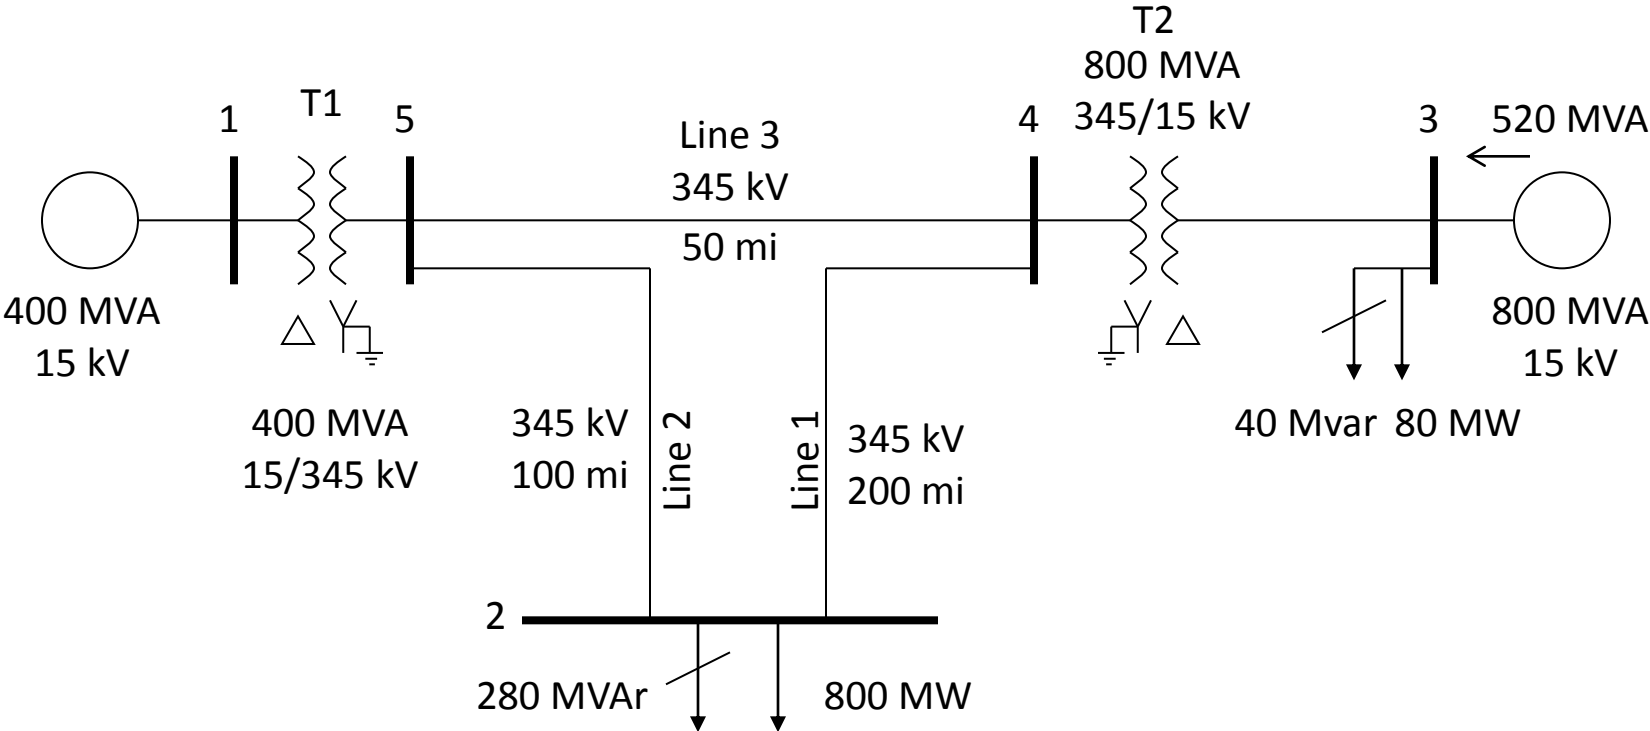 T2
800 MVA
345/15 kV
T1
1
5
4
3
520 MVA
Line 3
345 kV
50 mi
400 MVA
15 kV
800 MVA
15 kV
400 MVA
15/345 kV
345 kV
100 mi
Line 2
Line 1
345 kV
200 mi
40 Mvar 80 MW
2
280 MVAr
800 MW